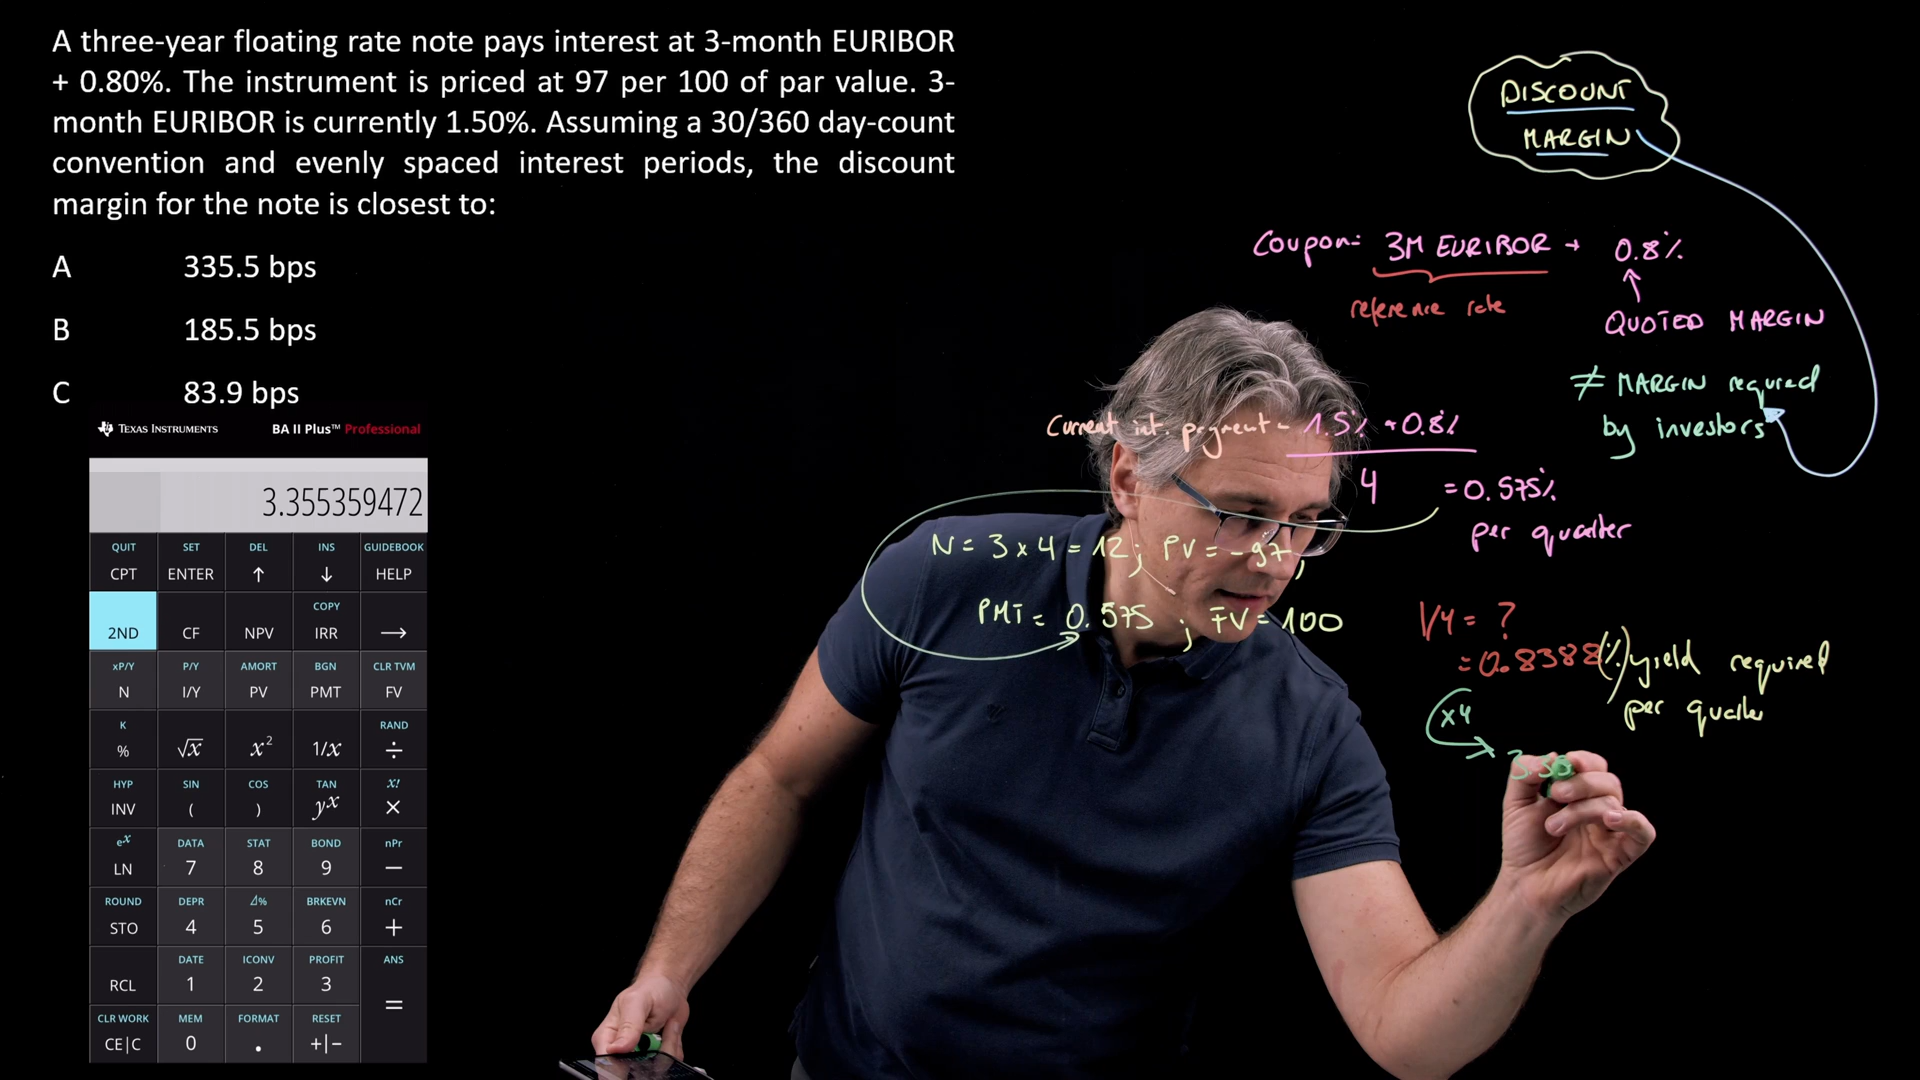 A three-year floating rate note pays interest at 3-month EURIBOR
+ 0.80%. The instrument is priced at 97 per 100 of par value. 3-
month EURIBOR is currently 1.50%. Assuming a 30/360 day-count
convention and evenly spaced interest periods, the discount
margin for the note is closest to:
A 335.5 bps
B 185.5 bps
C 83.9 bps
DISCOUNT
MARGIN
Coupon = 3M EURIBOR + 0.8%
reference rate
QUOTED MARGIN
≠ MARGIN required
by investors
Current int. payment = 1.5% + 0.8%
4 = 0.575%
per quarter
N = 3 x 4 = 12; PV = -97;
PMT = 0.575 ; FV = 100
I/Y = ?
= 0.8388 (%) yield required
per quarter
x4
3.35
TEXAS INSTRUMENTS BA II Plus™ Professional
3.355359472
QUIT SET DEL INS GUIDEBOOK
CPT ENTER ↑ ↓ HELP
COPY
2ND CF NPV IRR →
xP/Y P/Y AMORT BGN CLR TVM
N I/Y PV PMT FV
K RAND
% √x x² 1/x ÷
HYP SIN COS TAN x!
INV ( ) yˣ ×
eˣ DATA STAT BOND nPr
LN 7 8 9 −
ROUND DEPR Δ% BRKEVN nCr
STO 4 5 6 +
DATE ICONV PROFIT ANS
RCL 1 2 3 =
CLR WORK MEM FORMAT RESET
CE|C 0 . +|−